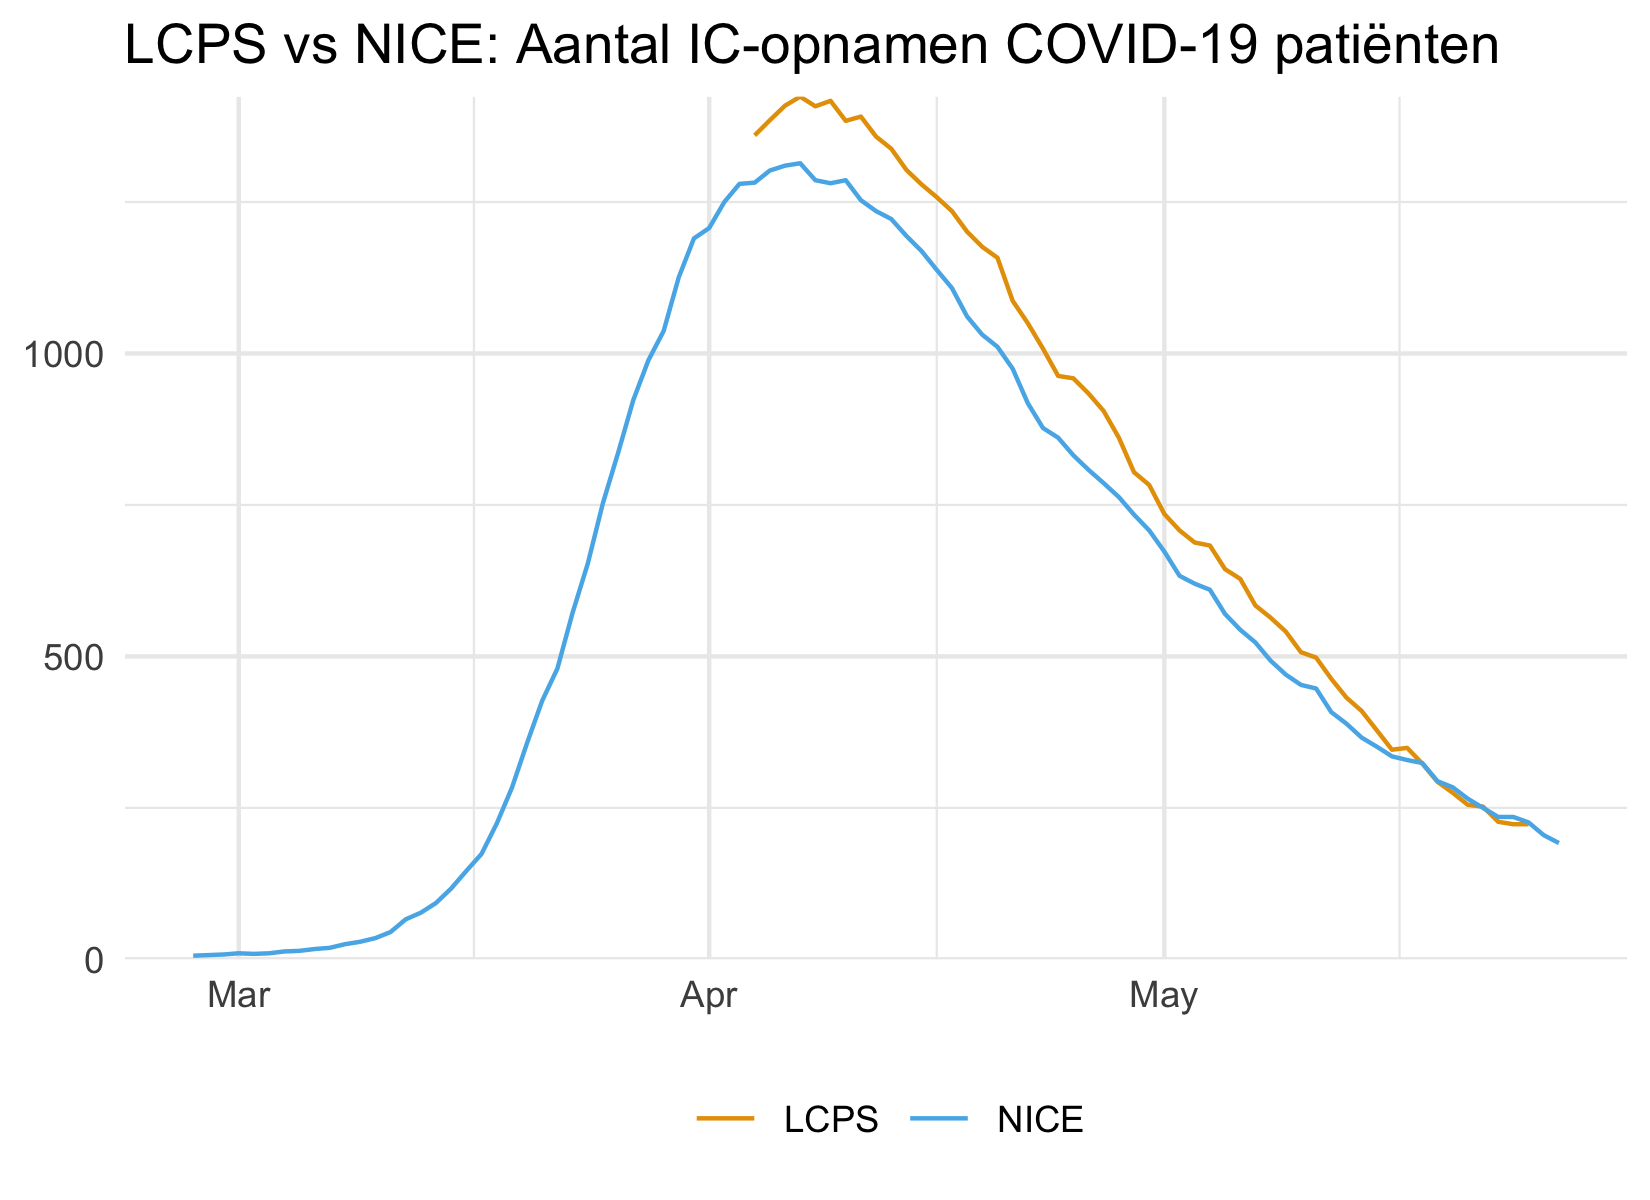 LCPS vs NICE: Aantal IC-opnamen COVID-19 patiënten
1000
500
0
Mar Apr May
LCPS NICE